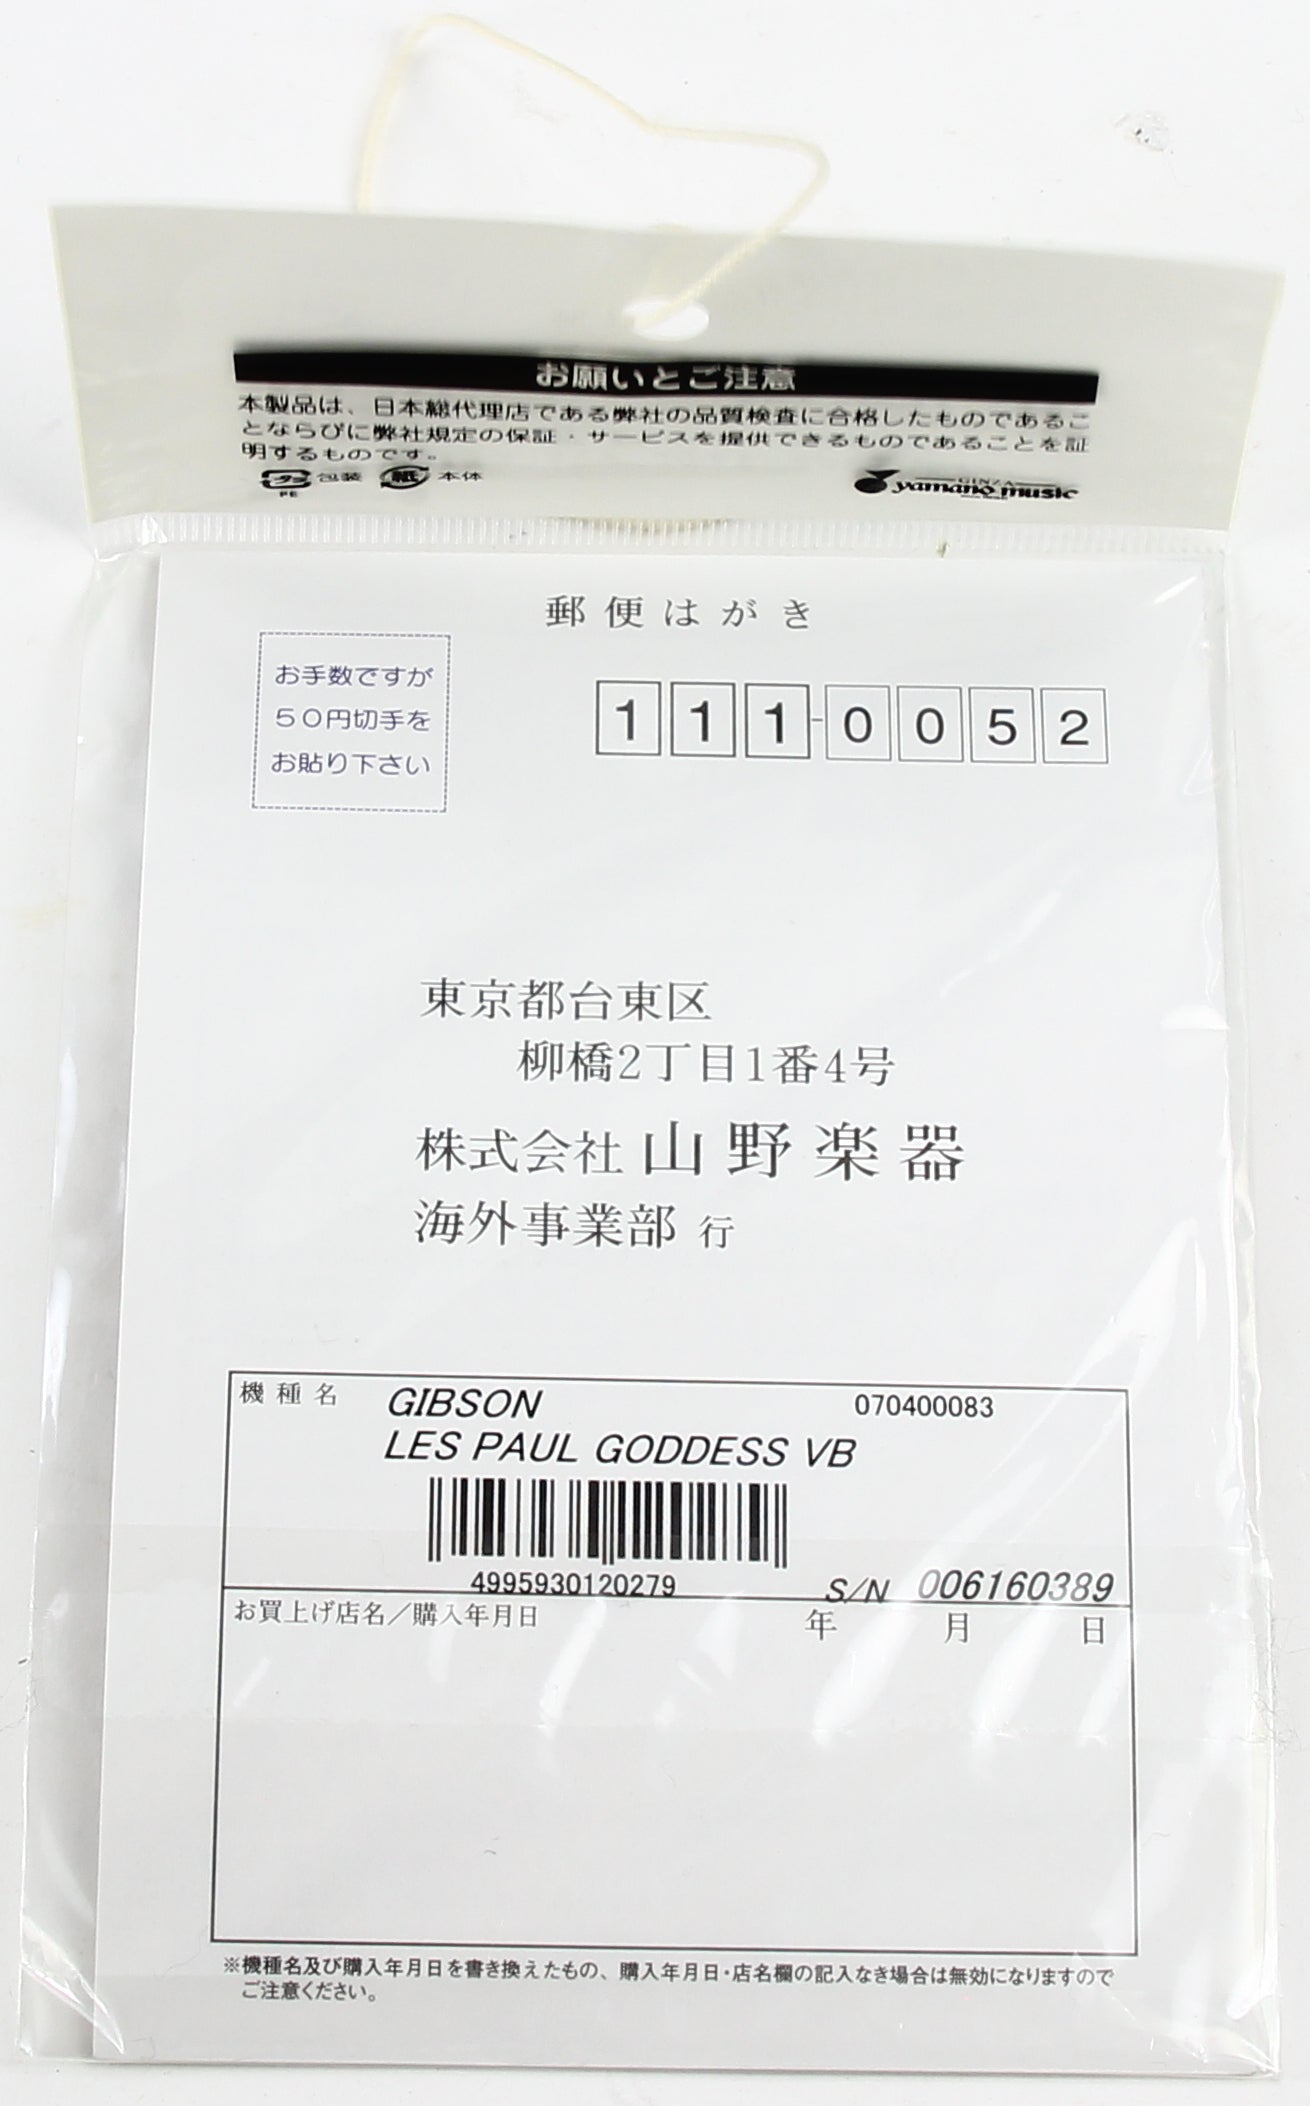 お願いとご注意
本製品は、日本総代理店である弊社の品質検査に合格したものであるこ
とならびに弊社規定の保証・サービスを提供できるものであることを証
明するものです。
プラ 包装 紙 本体
PE
GINZA
yamano music
郵便はがき
お手数ですが
50円切手を
お貼り下さい
111-0052
東京都台東区
柳橋2丁目1番4号
株式会社 山野楽器
海外事業部 行
機種名 GIBSON 070400083
LES PAUL GODDESS VB
4995930120279 S/N 006160389
お買上げ店名／購入年月日 年 月 日
※機種名及び購入年月日を書き換えたもの、購入年月日・店名欄の記入なき場合は無効になりますので
ご注意ください。